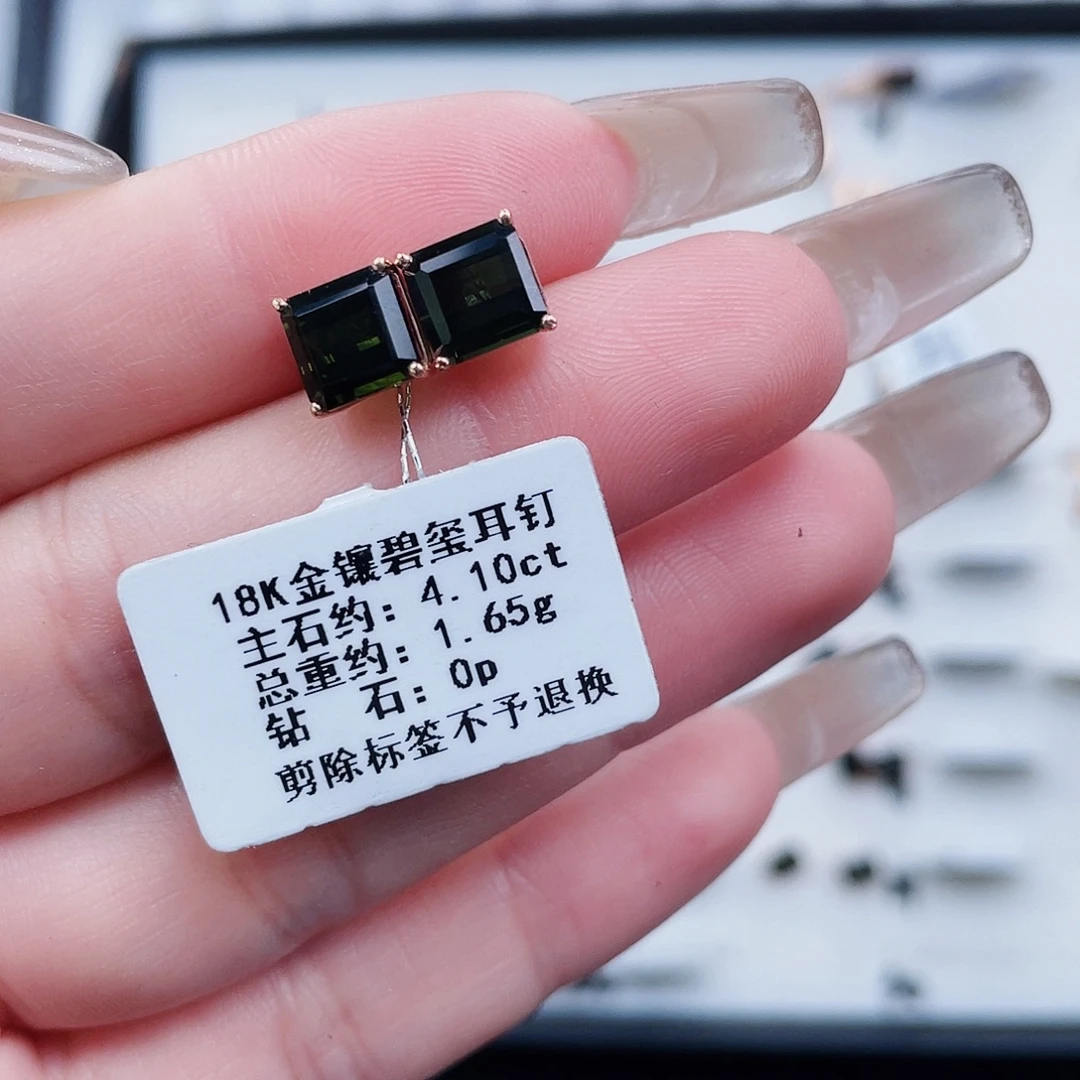 18K金镶碧玺耳钉
主石约: 4.10ct
总重约: 1.65g
钻 石: 0p
剪除标签不予退换